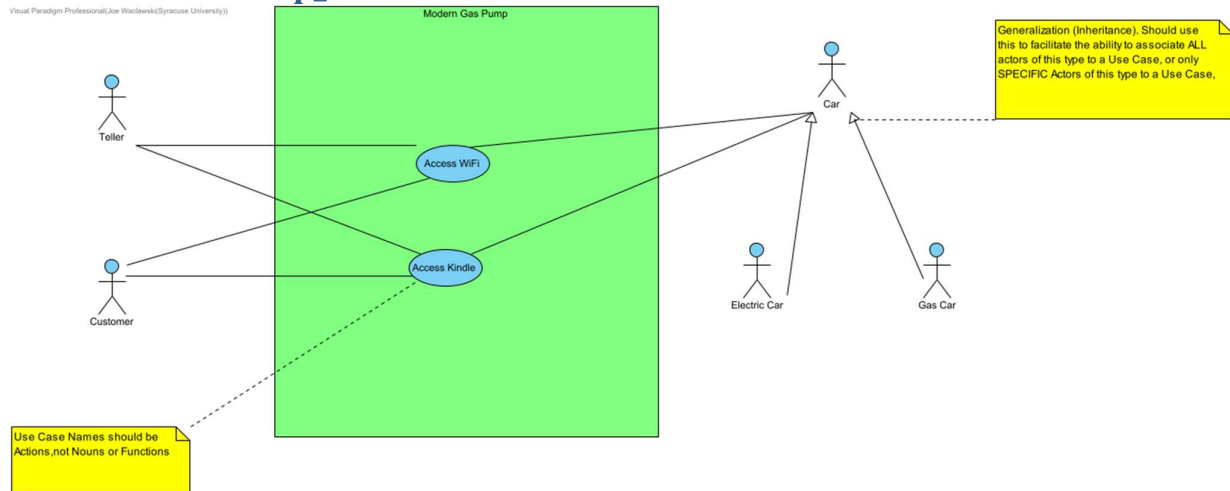 Visual Paradigm Professional(Joe Waclawski(Syracuse University))
Modern Gas Pump
Generalization (Inheritance). Should use
this to facilitate the ability to associate ALL
actors of this type to a Use Case, or only
SPECIFIC Actors of this type to a Use Case,
Car
Teller
Access WiFi
Access Kindle
Electric Car
Gas Car
Customer
Use Case Names should be
Actions,not Nouns or Functions